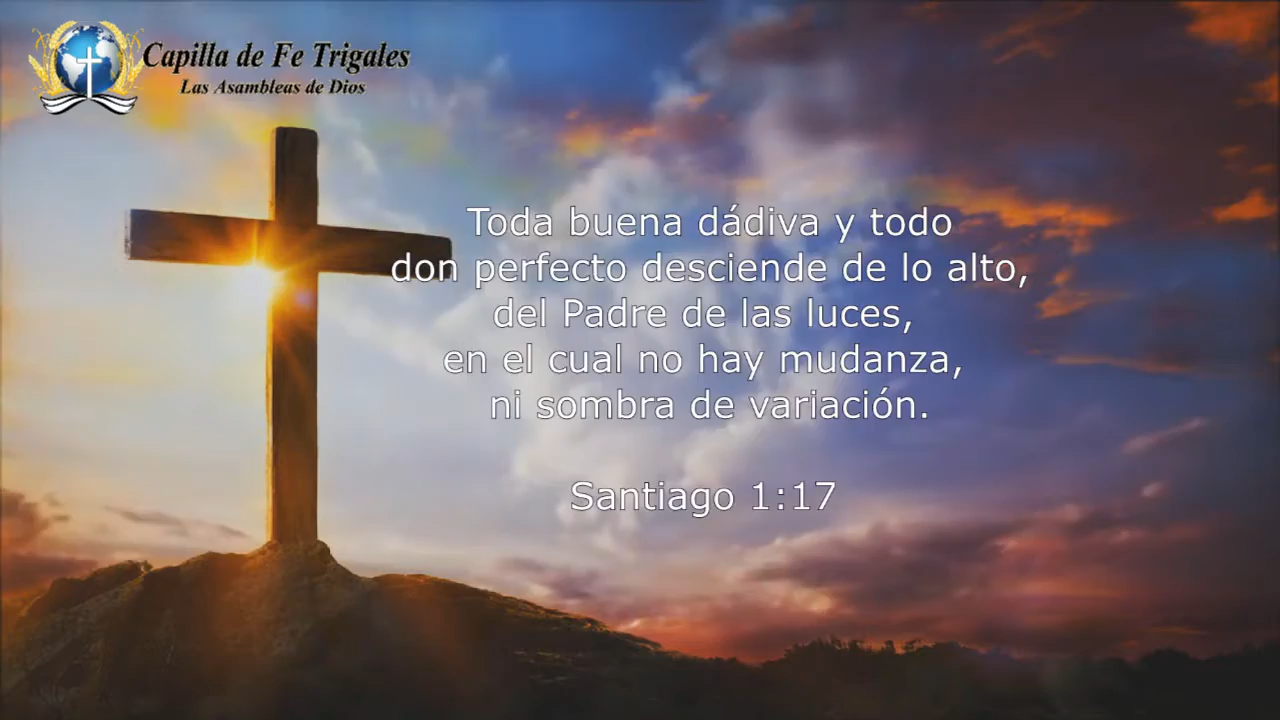 Capilla de Fe Trigales
Las Asambleas de Dios
Toda buena dádiva y todo
don perfecto desciende de lo alto,
del Padre de las luces,
en el cual no hay mudanza,
ni sombra de variación.
Santiago 1:17